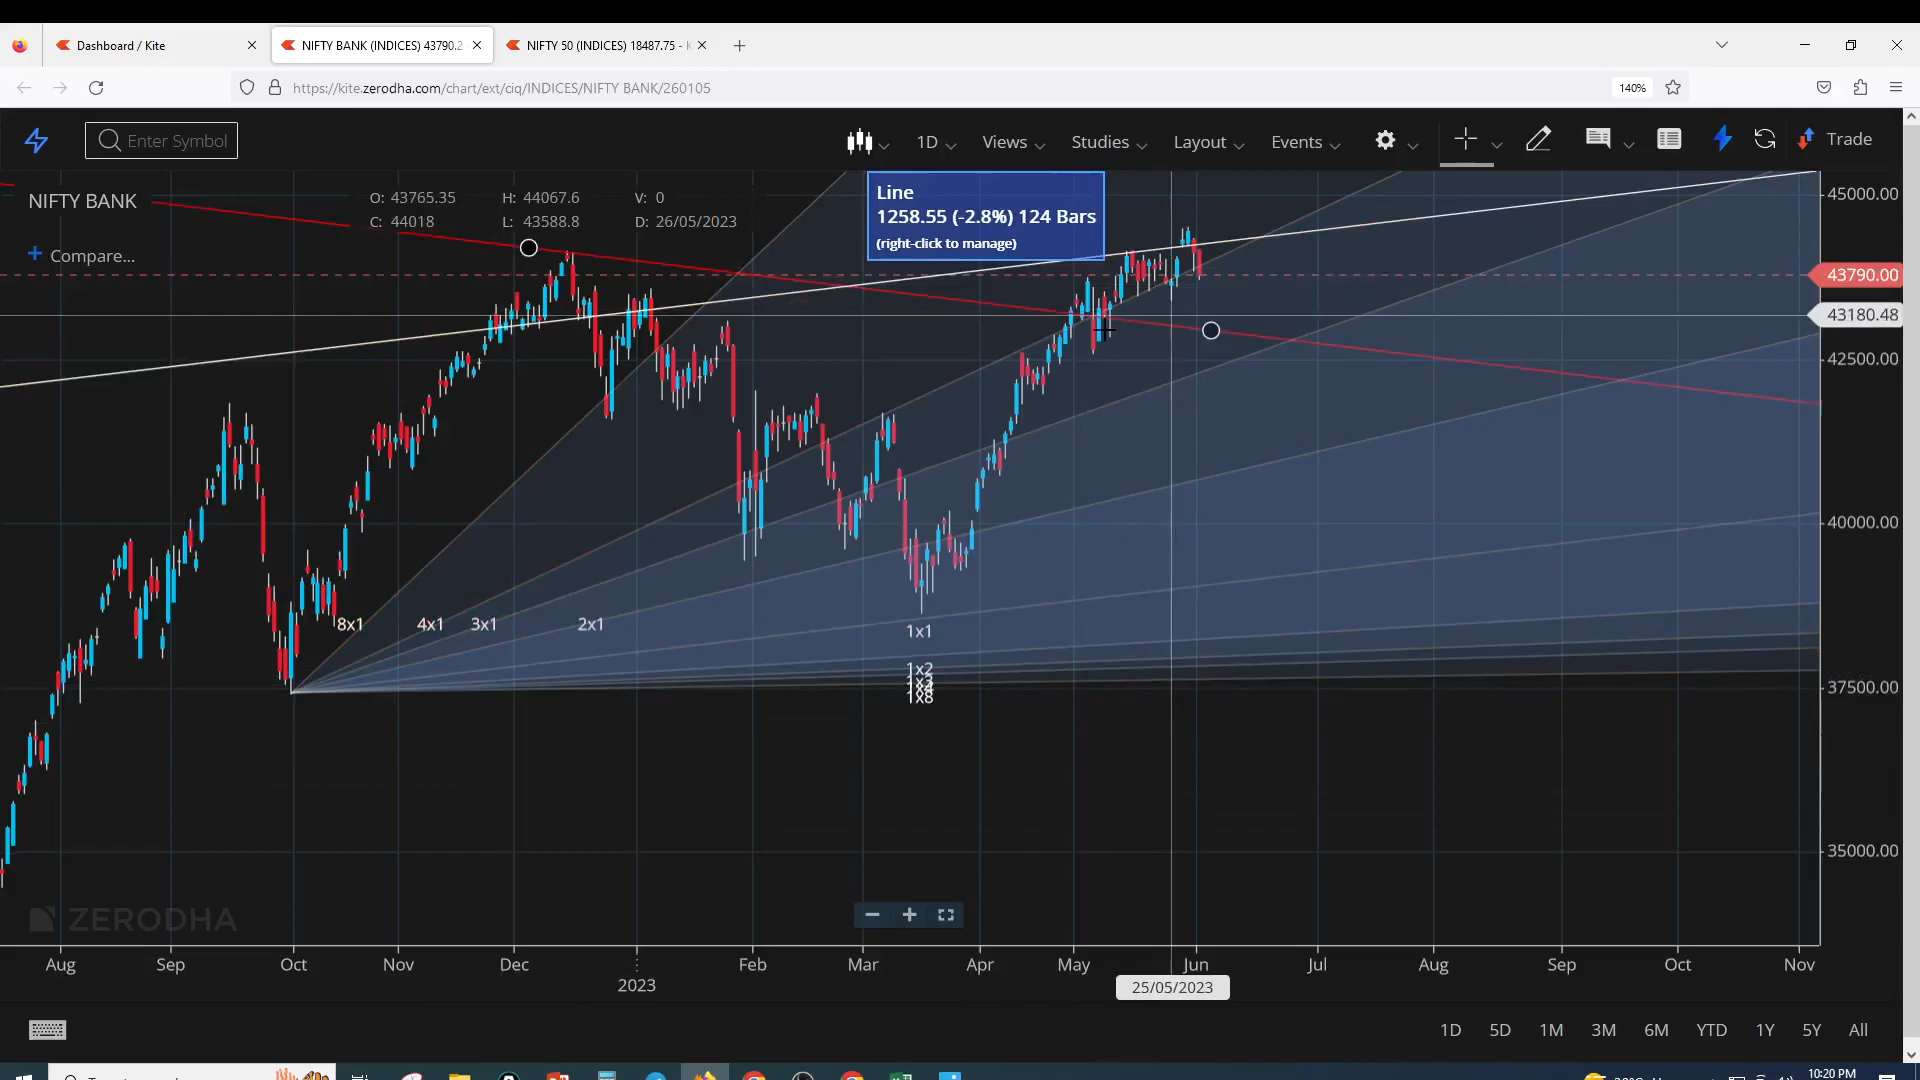 Dashboard / Kite
NIFTY BANK (INDICES) 43790.2
NIFTY 50 (INDICES) 18487.75 - K
https://kite.zerodha.com/chart/ext/ciq/INDICES/NIFTY BANK/260105
140%
Enter Symbol
1D
Views
Studies
Layout
Events
Trade
NIFTY BANK
O: 43765.35 H: 44067.6 V: 0
C: 44018 L: 43588.8 D: 26/05/2023
Compare...
Line
1258.55 (-2.8%) 124 Bars
(right-click to manage)
45000.00
43790.00
43180.48
42500.00
40000.00
37500.00
35000.00
8x1
4x1
3x1
2x1
1x1
1x2
1x3
1x4
1x8
ZERODHA
Aug Sep Oct Nov Dec 2023 Feb Mar Apr May Jun Jul Aug Sep Oct Nov
25/05/2023
1D 5D 1M 3M 6M YTD 1Y 5Y All
10:20 PM